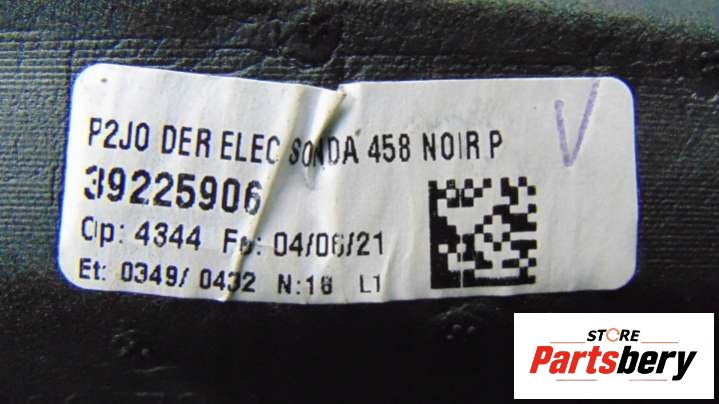 P2JO DER ELEC SONDA 458 NOIR P
39225906
Op: 4344 Fe: 04/06/21
Et: 0349/ 0432 N:16 L1
V
STORE
Partsbery